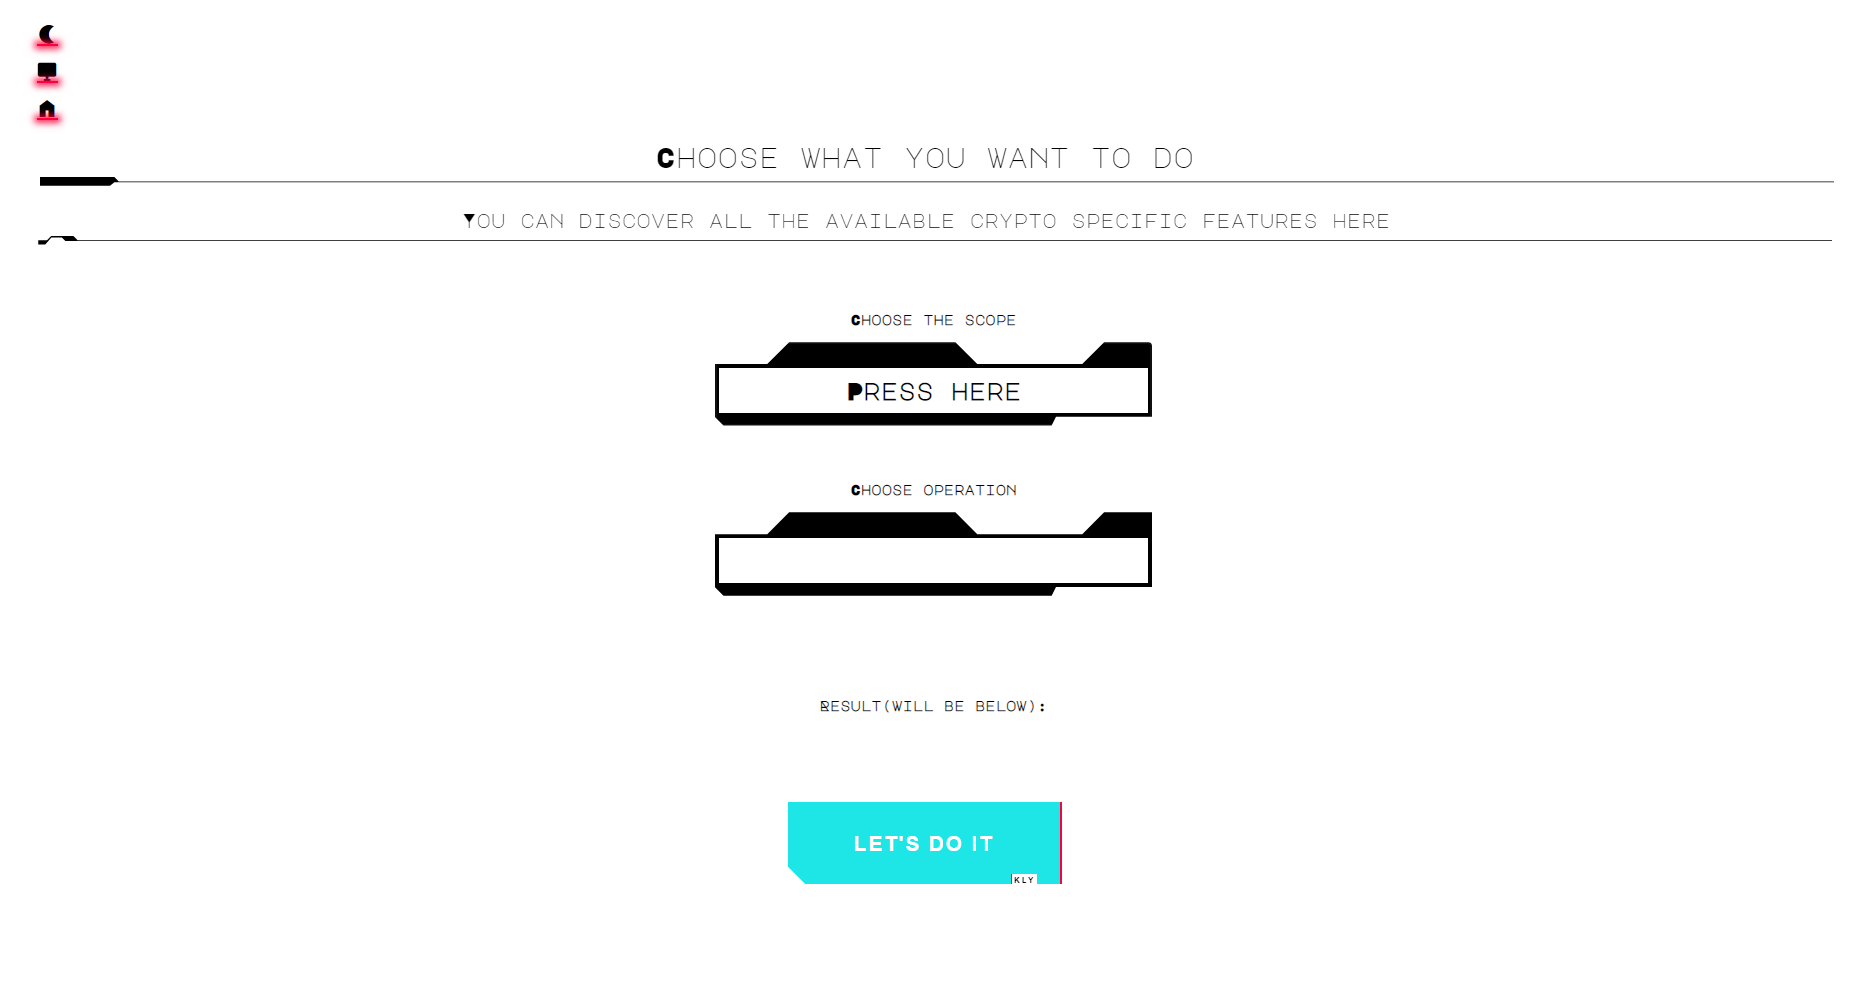 CHOOSE WHAT YOU WANT TO DO
YOU CAN DISCOVER ALL THE AVAILABLE CRYPTO SPECIFIC FEATURES HERE
CHOOSE THE SCOPE
PRESS HERE
CHOOSE OPERATION
RESULT(WILL BE BELOW):
LET'S DO IT
KLY